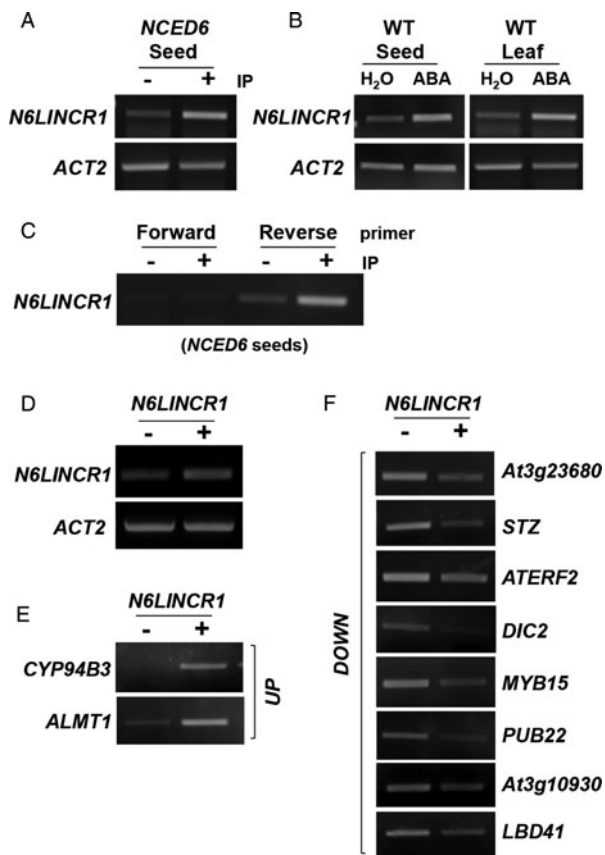 A
NCED6
Seed
- + IP
N6LINCR1
ACT2
B
WT WT
Seed Leaf
H₂O ABA H₂O ABA
N6LINCR1
ACT2
C
Forward Reverse primer
- + - + IP
N6LINCR1
(NCED6 seeds)
D
N6LINCR1
- +
N6LINCR1
ACT2
E
N6LINCR1
- +
CYP94B3
ALMT1
UP
F
N6LINCR1
- +
DOWN
At3g23680
STZ
ATERF2
DIC2
MYB15
PUB22
At3g10930
LBD41